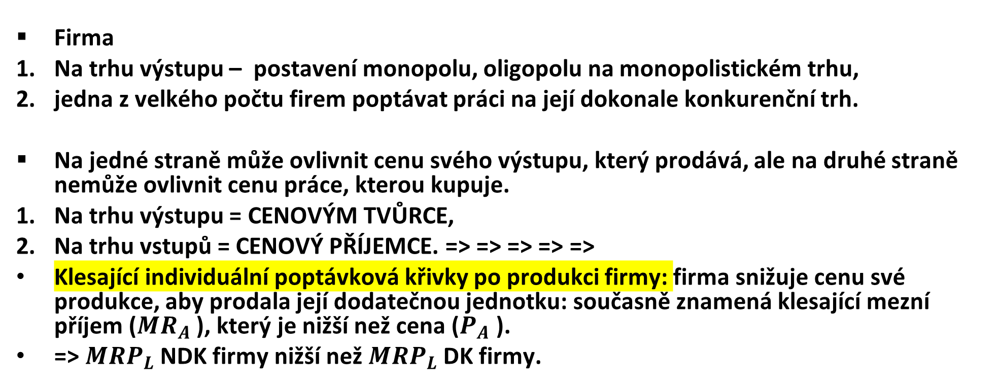 ▪ Firma
1. Na trhu výstupu – postavení monopolu, oligopolu na monopolistickém trhu,
2. jedna z velkého počtu firem poptávat práci na její dokonale konkurenční trh.
▪ Na jedné straně může ovlivnit cenu svého výstupu, který prodává, ale na druhé straně
nemůže ovlivnit cenu práce, kterou kupuje.
1. Na trhu výstupu = CENOVÝM TVŮRCE,
2. Na trhu vstupů = CENOVÝ PŘÍJEMCE. => => => => =>
• Klesající individuální poptávková křivky po produkci firmy: firma snižuje cenu své
produkce, aby prodala její dodatečnou jednotku: současně znamená klesající mezní
příjem (MR_A ), který je nižší než cena (P_A ).
• => MRP_L NDK firmy nižší než MRP_L DK firmy.